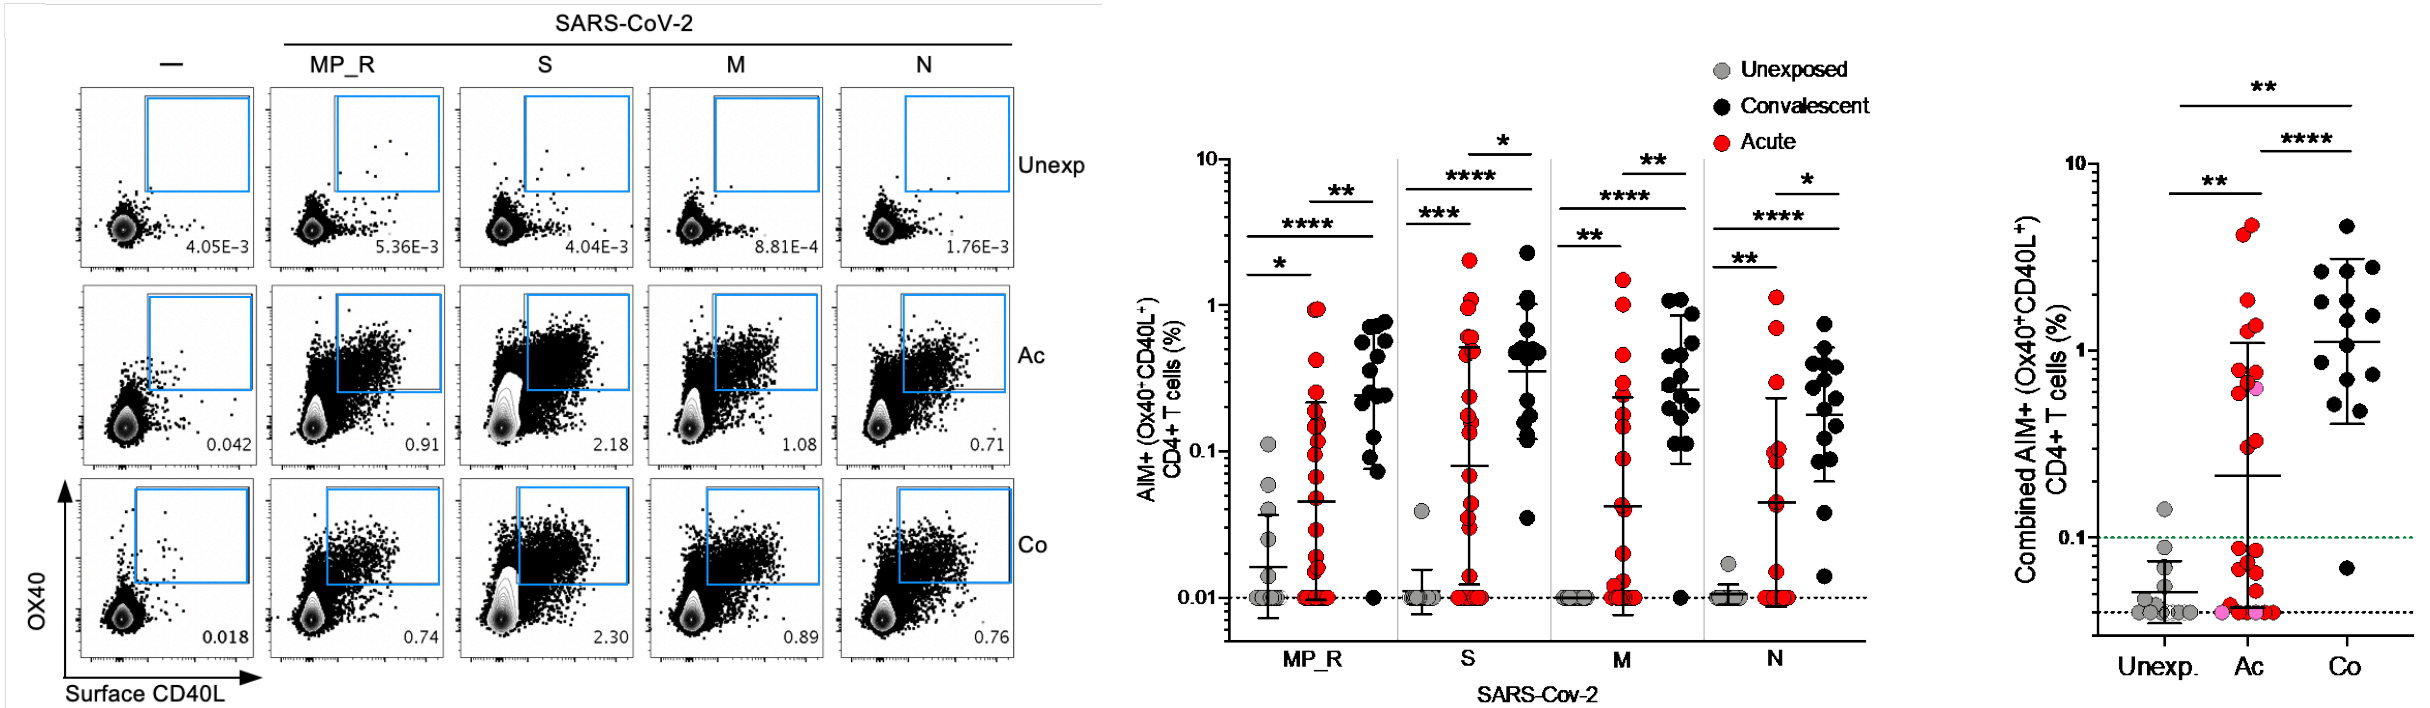 SARS-CoV-2
— MP_R S M N
4.05E-3 5.36E-3 4.04E-3 8.81E-4 1.76E-3 Unexp
0.042 0.91 2.18 1.08 0.71 Ac
0.018 0.74 2.30 0.89 0.76 Co
OX40
Surface CD40L
Unexposed
Convalescent
Acute
AIM+ (Ox40+CD40L+)
CD4+ T cells (%)
10
1
0.1
0.01
* **** **
*** **** *
** **** **
** **** *
MP_R S M N
SARS-Cov-2
Combined AIM+ (Ox40+CD40L+)
CD4+ T cells (%)
10
1
0.1
**
****
**
Unexp. Ac Co